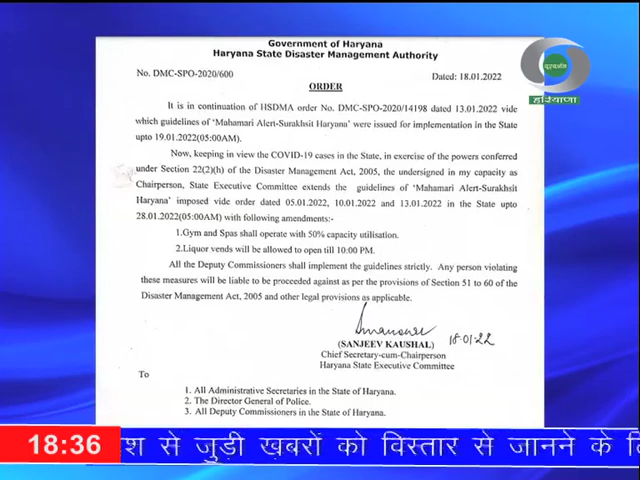 Government of Haryana
Haryana State Disaster Management Authority
No. DMC-SPO-2020/600
Dated: 18.01.2022
ORDER
It is in continuation of HSDMA order No. DMC-SPO-2020/14198 dated 13.01.2022 vide
which guidelines of 'Mahamari Alert-Surakhsit Haryana' were issued for implementation in the State
upto 19.01.2022(05:00AM).
Now, keeping in view the COVID-19 cases in the State, in exercise of the powers conferred
under Section 22(2)(h) of the Disaster Management Act, 2005, the undersigned in my capacity as
Chairperson, State Executive Committee extends the guidelines of 'Mahamari Alert-Surakhsit
Haryana' imposed vide order dated 05.01.2022, 10.01.2022 and 13.01.2022 in the State upto
28.01.2022(05:00AM) with following amendments:-
1.Gym and Spas shall operate with 50% capacity utilisation.
2.Liquor vends will be allowed to open till 10:00 PM.
All the Deputy Commissioners shall implement the guidelines strictly. Any person violating
these measures will be liable to be proceeded against as per the provisions of Section 51 to 60 of the
Disaster Management Act, 2005 and other legal provisions as applicable.
18-01-22
(SANJEEV KAUSHAL)
Chief Secretary-cum-Chairperson
Haryana State Executive Committee
To
1. All Administrative Secretaries in the State of Haryana.
2. The Director General of Police.
3. All Deputy Commissioners in the State of Haryana.
दूरदर्शन
हरियाणा
18:36
श से जुड़ी ख़बरों को विस्तार से जानने के लि